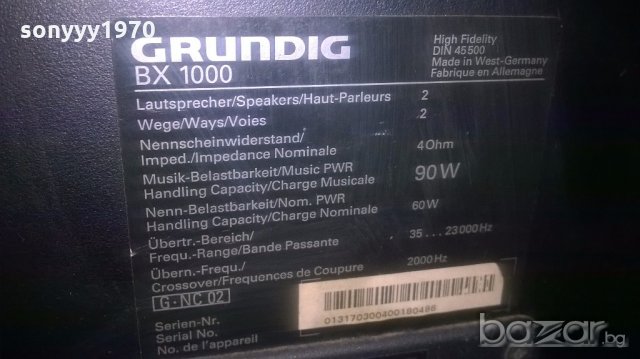 sonyyy1970
GRUNDIG
BX 1000
High Fidelity
DIN 45500
Made in West-Germany
Fabrique en Allemagne
Lautsprecher/Speakers/Haut-Parleurs 2
Wege/Ways/Voies 2
Nennscheinwiderstand/
Imped./Impedance Nominale 4 Ohm
Musik-Belastbarkeit/Music PWR
Handling Capacity/Charge Musicale 90 W
Nenn-Belastbarkeit/Nom. PWR
Handling Capacity/Charge Nominale 60 W
Übertr.-Bereich/
Frequ.-Range/Bande Passante 35 ... 23 000 Hz
Übern.-Frequ./
Crossover/Frequences de Coupure 2000 Hz
G-NC 02
Serien-Nr.
Serial No.
No. de l'appareil
013170300400180486
bazar.bg